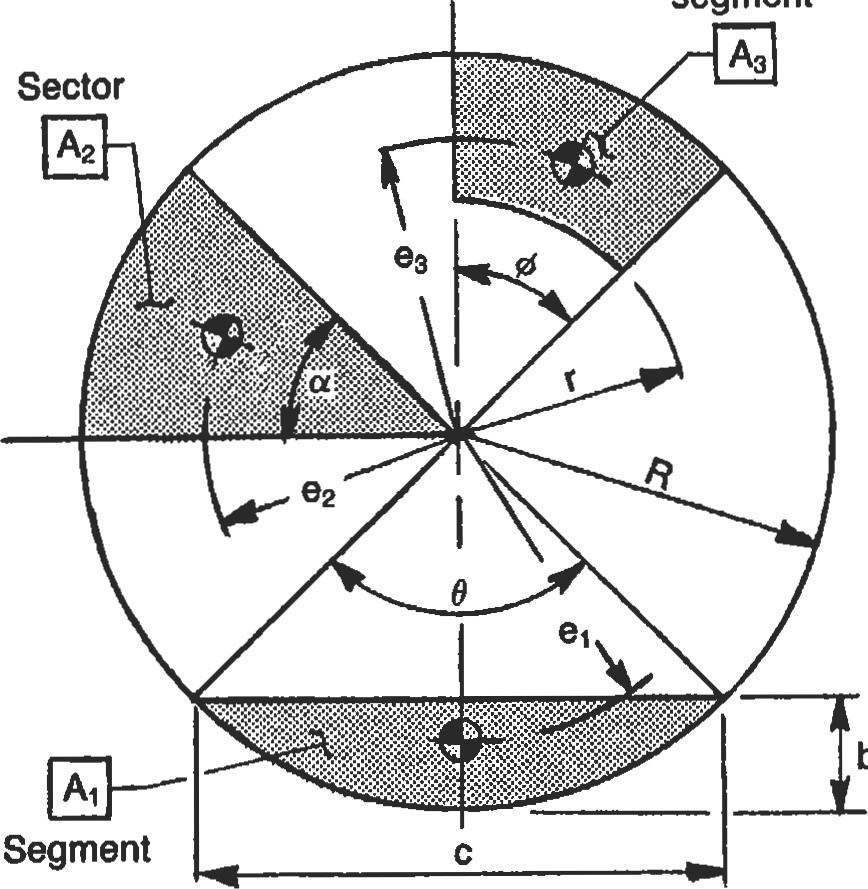 segment
A₃
Sector
A₂
e₃
ø
α
r
e₂
R
θ
e₁
A₁
b
Segment
c